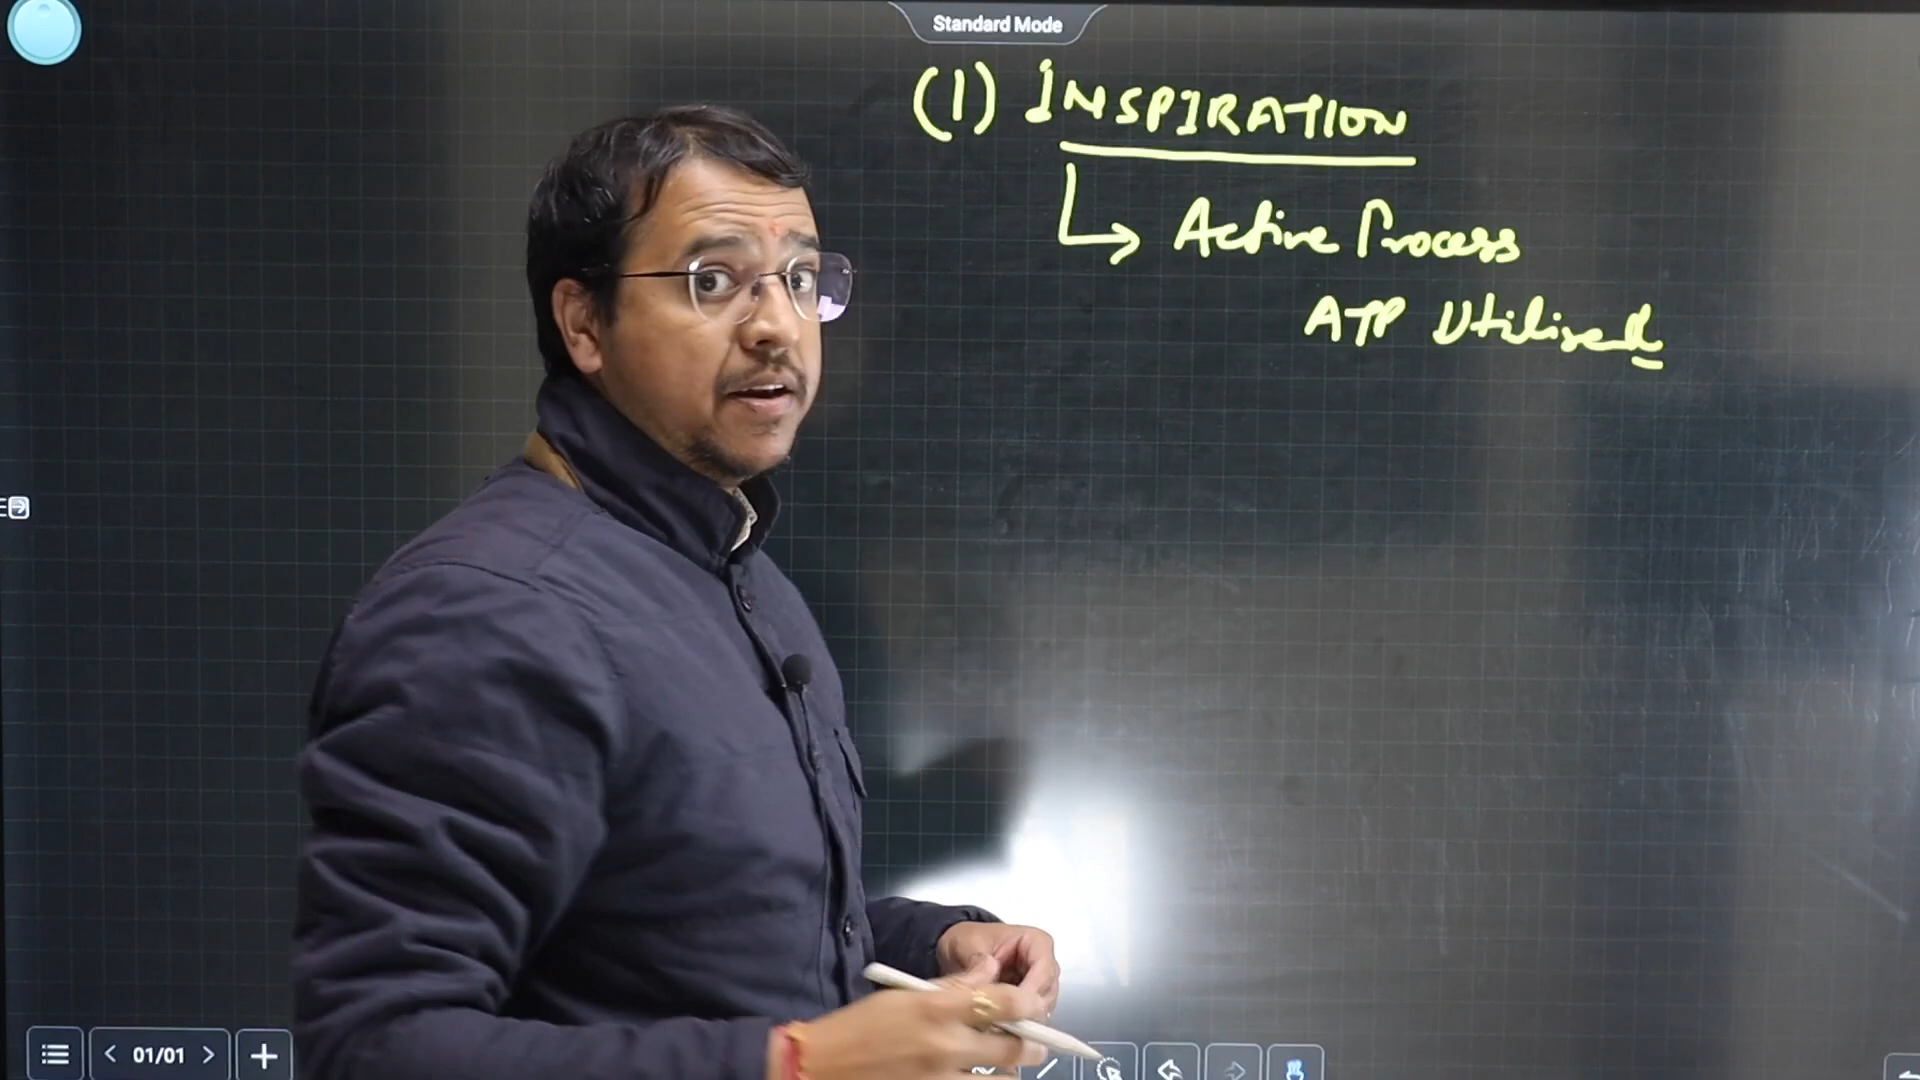 Standard Mode
(1) INSPIRATION
Active Process
ATP Utilised
01/01